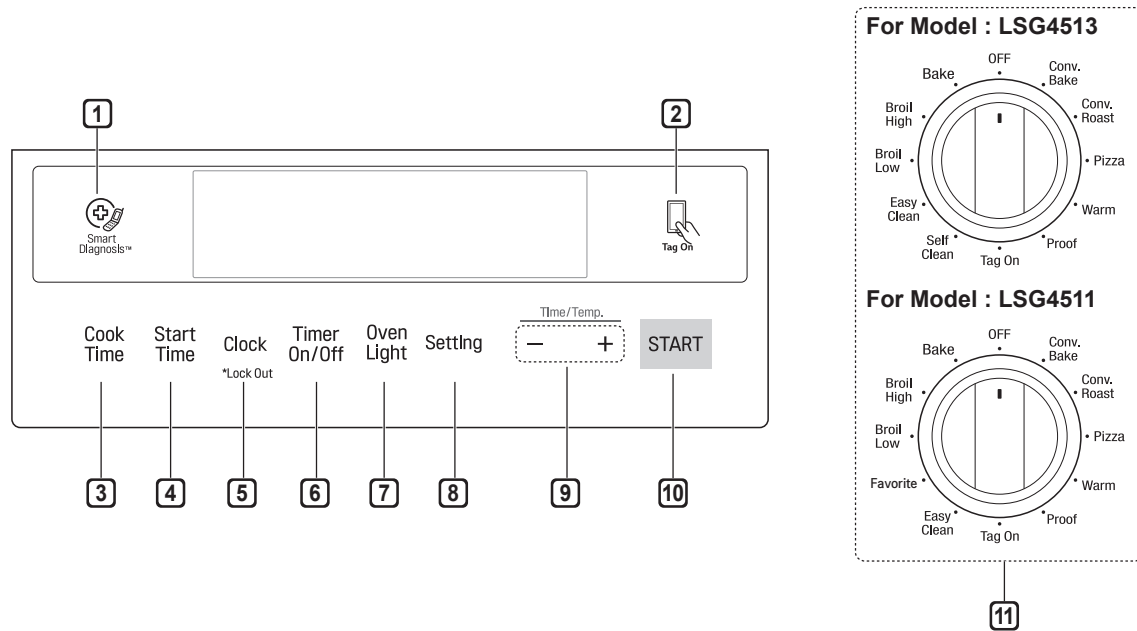 1
2
Smart
Diagnosis™
Tag On
Cook
Time
Start
Time
Clock
*Lock Out
Timer
On/Off
Oven
Light
Setting
Time/Temp.
− +
START
3
4
5
6
7
8
9
10
For Model : LSG4513
OFF
Conv.
Bake
Conv.
Roast
Pizza
Warm
Proof
Tag On
Self
Clean
Easy
Clean
Broil
Low
Broil
High
Bake
For Model : LSG4511
OFF
Conv.
Bake
Conv.
Roast
Pizza
Warm
Proof
Tag On
Easy
Clean
Favorite
Broil
Low
Broil
High
Bake
11